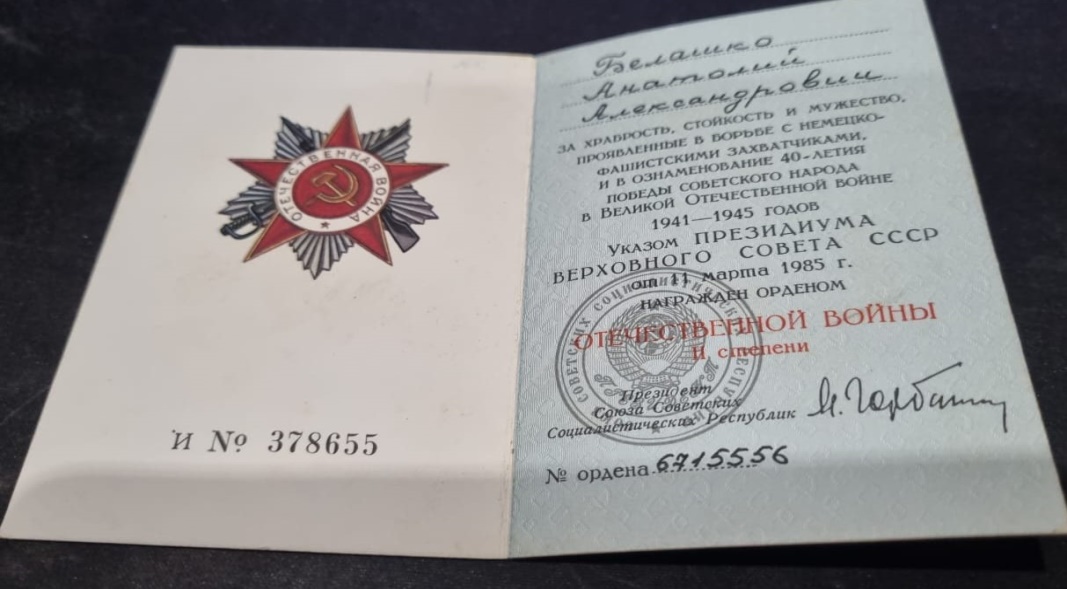 ОТЕЧЕСТВЕННАЯ ВОЙНА
И № 378655
Белашко
Анатолий
Александрович
ЗА ХРАБРОСТЬ, СТОЙКОСТЬ И МУЖЕСТВО,
ПРОЯВЛЕННЫЕ В БОРЬБЕ С НЕМЕЦКО-
ФАШИСТСКИМИ ЗАХВАТЧИКАМИ,
И В ОЗНАМЕНОВАНИЕ 40-ЛЕТИЯ
ПОБЕДЫ СОВЕТСКОГО НАРОДА
В ВЕЛИКОЙ ОТЕЧЕСТВЕННОЙ ВОЙНЕ
1941—1945 ГОДОВ
УКАЗОМ ПРЕЗИДИУМА
ВЕРХОВНОГО СОВЕТА СССР
от 11 марта 1985 г.
НАГРАЖДЕН ОРДЕНОМ
ОТЕЧЕСТВЕННОЙ ВОЙНЫ
II степени
Президент
Союза Советских
Социалистических Республик
М. Горбачев
№ ордена 6715556